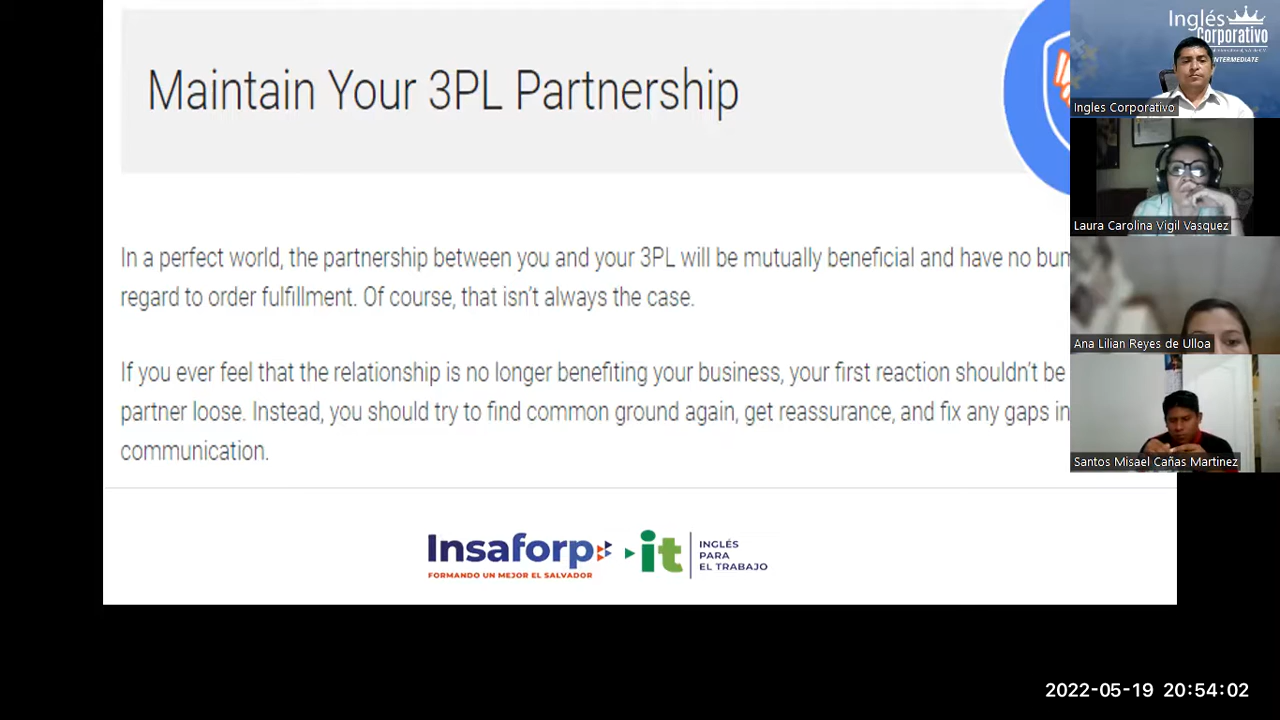 Maintain Your 3PL Partnership
In a perfect world, the partnership between you and your 3PL will be mutually beneficial and have no
regard to order fulfillment. Of course, that isn't always the case.
If you ever feel that the relationship is no longer benefiting your business, your first reaction shouldn't be
partner loose. Instead, you should try to find common ground again, get reassurance, and fix any gaps in
communication.
Insaforp
FORMANDO UN MEJOR EL SALVADOR
it
INGLÉS
PARA
EL TRABAJO
Inglés
Corporativo
INTERMEDIATE
Ingles Corporativo
Laura Carolina Vigil Vasquez
Ana Lilian Reyes de Ulloa
Santos Misael Cañas Martinez
2022-05-19 20:54:02